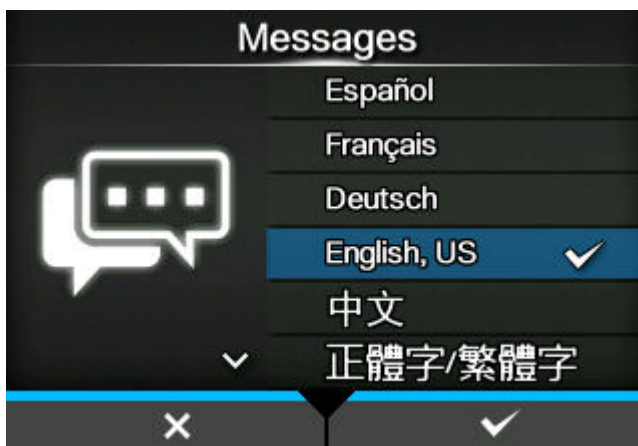 Messages
Español
Français
Deutsch
English, US
中文
正體字/繁體字